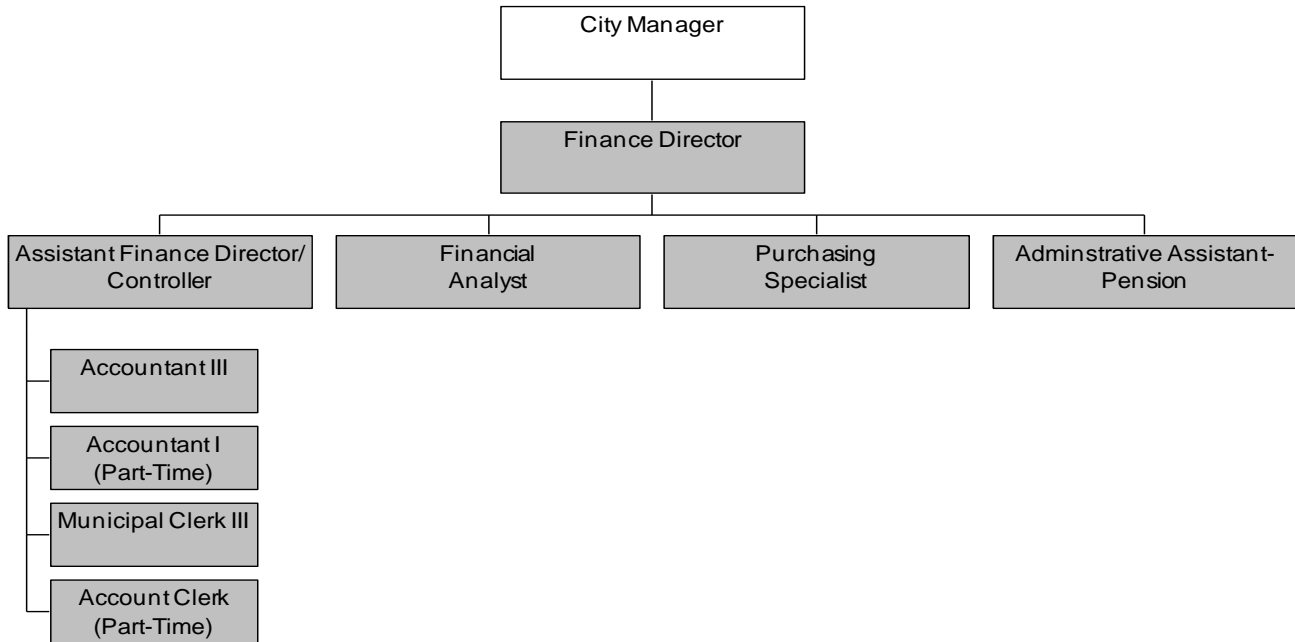 City Manager
Finance Director
Assistant Finance Director/
Controller
Financial
Analyst
Purchasing
Specialist
Adminstrative Assistant-
Pension
Accountant III
Accountant I
(Part-Time)
Municipal Clerk III
Account Clerk
(Part-Time)